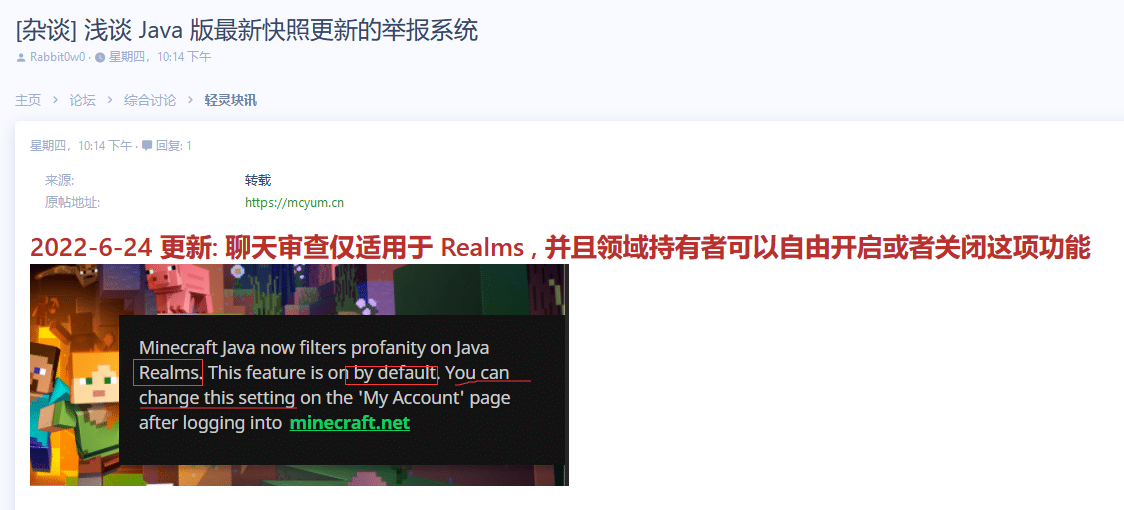 [杂谈] 浅谈 Java 版最新快照更新的举报系统
Rabbit0w0 · 星期四，10:14 下午
主页 > 论坛 > 综合讨论 > 轻灵块讯
星期四，10:14 下午 · 回复: 1
来源: 转载
原帖地址: https://mcyum.cn
2022-6-24 更新: 聊天审查仅适用于 Realms , 并且领域持有者可以自由开启或者关闭这项功能
Minecraft Java now filters profanity on Java
Realms. This feature is on by default. You can
change this setting on the 'My Account' page
after logging into minecraft.net